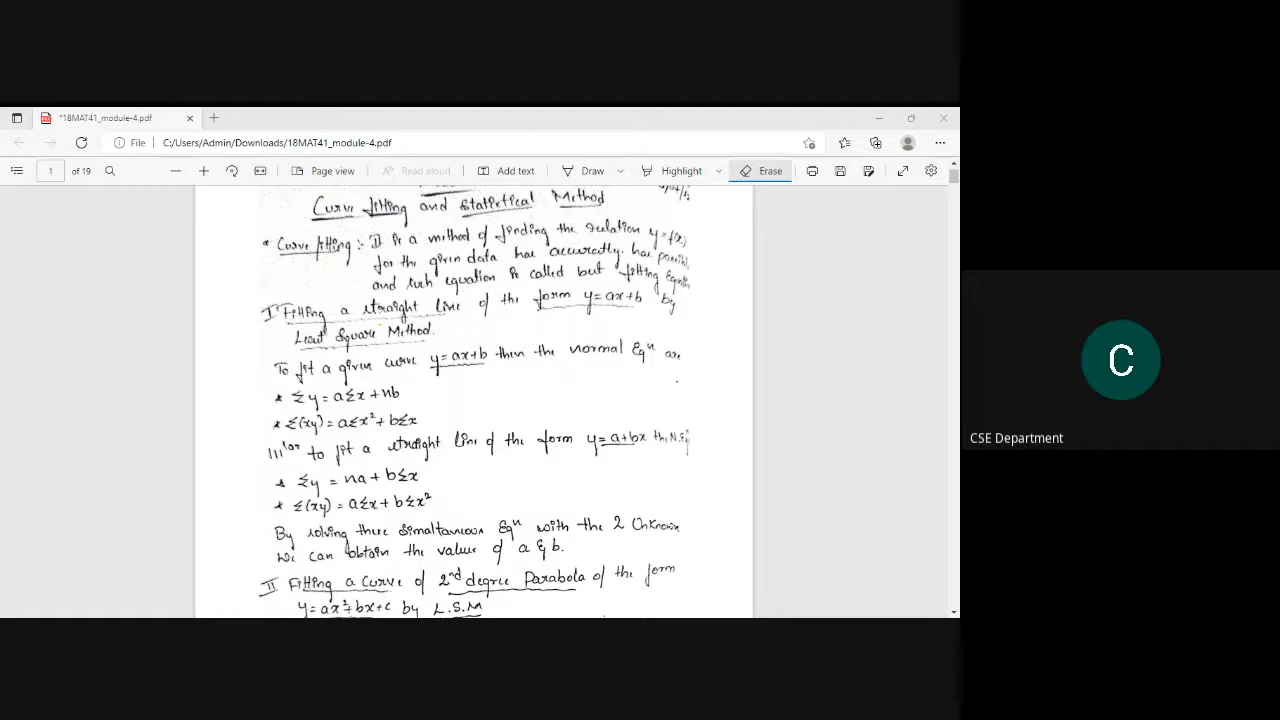 *18MAT41_module-4.pdf
File C:/Users/Admin/Downloads/18MAT41_module-4.pdf
1 of 19 Page view Read aloud Add text Draw Highlight Erase
Curve fitting and Statistical Method
* Curve fitting :- It is a method of finding the relation y=f(x)
for the given data has accurately has possible
and such equation is called but fitting Equation
I Fitting a straight line of the form y=ax+b by
Least Square Method.
To fit a given curve y=ax+b then the normal Eqⁿ are
* Σy = aΣx + nb
* Σ(xy) = aΣx² + bΣx
|||lar to fit a straight line of the form y=a+bx the N.Eqⁿ
* Σy = na + bΣx
* Σ(xy) = aΣx + bΣx²
By solving these simaltaneous Eqⁿ with the 2 Unknown
We can obtain the value of a & b.
II Fitting a Curve of 2nd degree Parabola of the form
y=ax²+bx+c by L.S.M
C
CSE Department